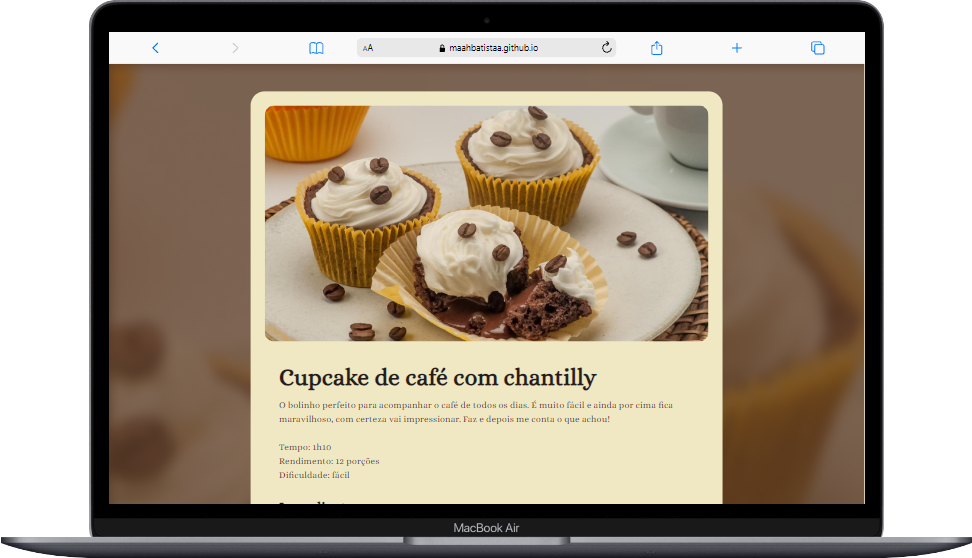 AA
maahbatistaa.github.io
Cupcake de café com chantilly
O bolinho perfeito para acompanhar o café de todos os dias. É muito fácil e ainda por cima fica
maravilhoso, com certeza vai impressionar. Faz e depois me conta o que achou!
Tempo: 1h10
Rendimento: 12 porções
Dificuldade: fácil
MacBook Air